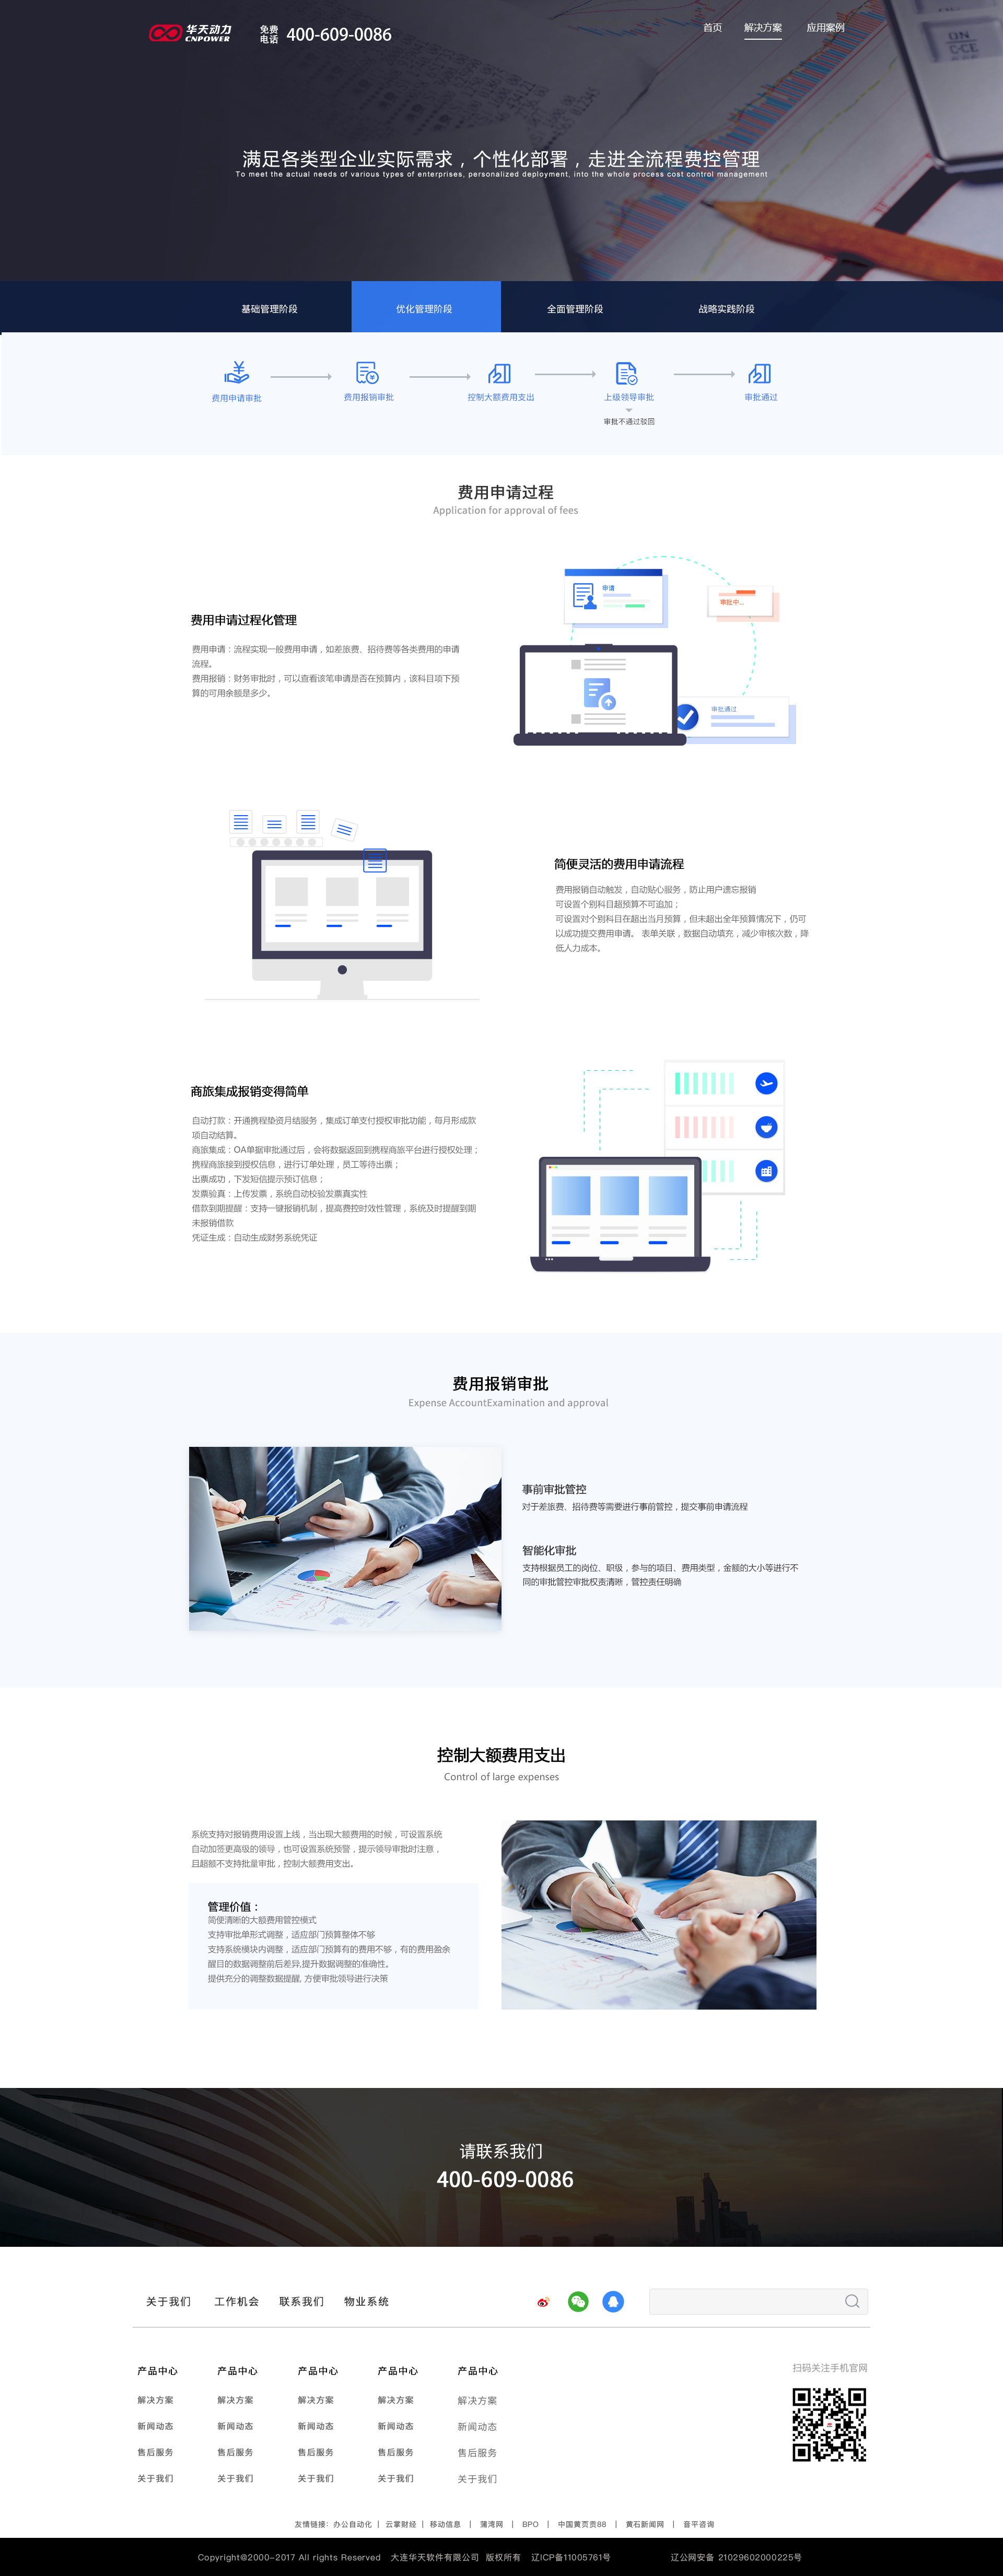 华天动力
CNPOWER
免费
电话
400-609-0086
首页 解决方案 应用案例
满足各类型企业实际需求，个性化部署，走进全流程费控管理
To meet the actual needs of various types of enterprises, personalized deployment, into the whole process cost control management
基础管理阶段 优化管理阶段 全面管理阶段 战略实践阶段
费用申请审批 费用报销审批 控制大额费用支出 上级领导审批 审批通过
审批不通过驳回
费用申请过程
Application for approval of fees
申请
审批中...
审批通过
费用申请过程化管理
费用申请：流程实现一般费用申请，如差旅费、招待费等各类费用的申请
流程。
费用报销：财务审批时，可以查看该笔申请是否在预算内，该科目项下预
算的可用余额是多少。
简便灵活的费用申请流程
费用报销自动触发，自动贴心服务，防止用户遗忘报销
可设置个别科目超预算不可追加；
可设置对个别科目在超出当月预算，但未超出全年预算情况下，仍可
以成功提交费用申请。 表单关联，数据自动填充，减少审核次数，降
低人力成本。
商旅集成报销变得简单
自动打款：开通携程垫资月结服务，集成订单支付授权审批功能，每月形成款
项自动结算。
商旅集成：OA单据审批通过后，会将数据返回到携程商旅平台进行授权处理；
携程商旅接到授权信息，进行订单处理，员工等待出票；
出票成功，下发短信提示预订信息；
发票验真：上传发票，系统自动校验发票真实性
借款到期提醒：支持一键报销机制，提高费控时效性管理，系统及时提醒到期
未报销借款
凭证生成：自动生成财务系统凭证
费用报销审批
Expense AccountExamination and approval
事前审批管控
对于差旅费、招待费等需要进行事前管控，提交事前申请流程
智能化审批
支持根据员工的岗位、职级，参与的项目、费用类型，金额的大小等进行不
同的审批管控审批权责清晰，管控责任明确
控制大额费用支出
Control of large expenses
系统支持对报销费用设置上线，当出现大额费用的时候，可设置系统
自动加签更高级的领导，也可设置系统预警，提示领导审批时注意，
且超额不支持批量审批，控制大额费用支出。
管理价值：
简便清晰的大额费用管控模式
支持审批单形式调整，适应部门预算整体不够
支持系统模块内调整，适应部门预算有的费用不够，有的费用盈余
醒目的数据调整前后差异,提升数据调整的准确性。
提供充分的调整数据提醒, 方便审批领导进行决策
请联系我们
400-609-0086
关于我们 工作机会 联系我们 物业系统
产品中心 产品中心 产品中心 产品中心 产品中心
解决方案 解决方案 解决方案 解决方案 解决方案
新闻动态 新闻动态 新闻动态 新闻动态 新闻动态
售后服务 售后服务 售后服务 售后服务 售后服务
关于我们 关于我们 关于我们 关于我们 关于我们
扫码关注手机官网
友情链接：办公自动化 | 云掌财经 | 移动信息 | 蒲湾网 | BPO | 中国黄页页88 | 黄石新闻网 | 音平咨询
Copyright@2000-2017 All rights Reserved 大连华天软件有限公司 版权所有 辽ICP备11005761号 辽公网安备 21029602000225号